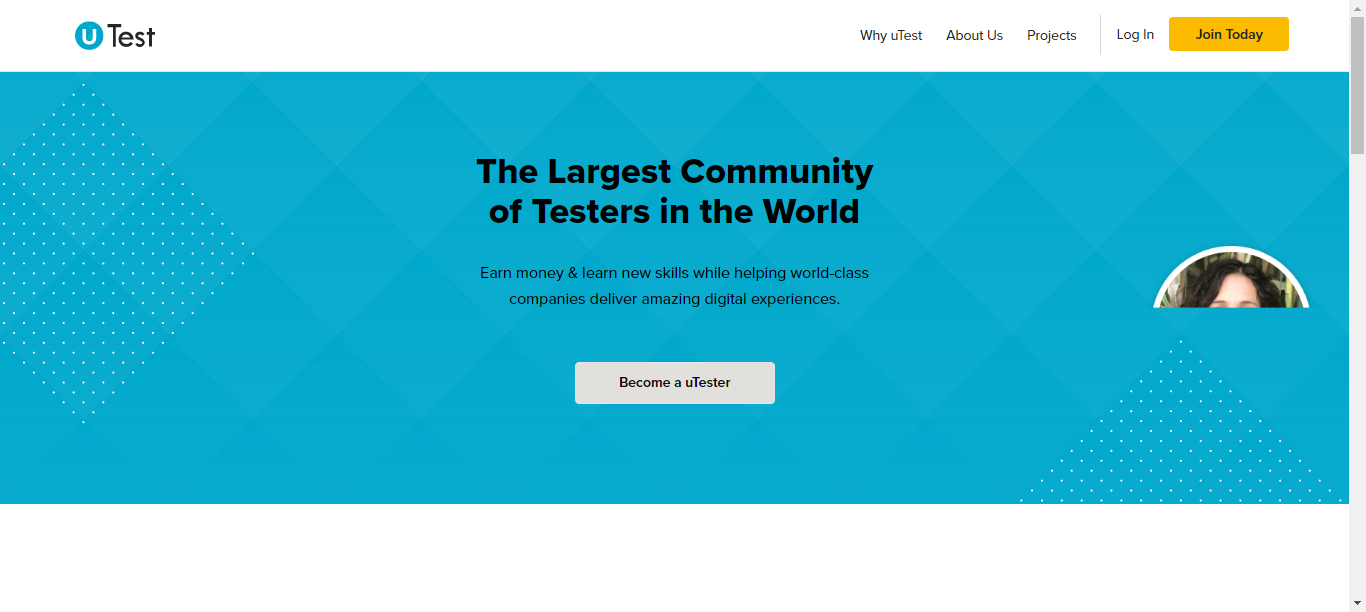 uTest
Why uTest
About Us
Projects
Log In
Join Today
The Largest Community
of Testers in the World
Earn money & learn new skills while helping world-class
companies deliver amazing digital experiences.
Become a uTester